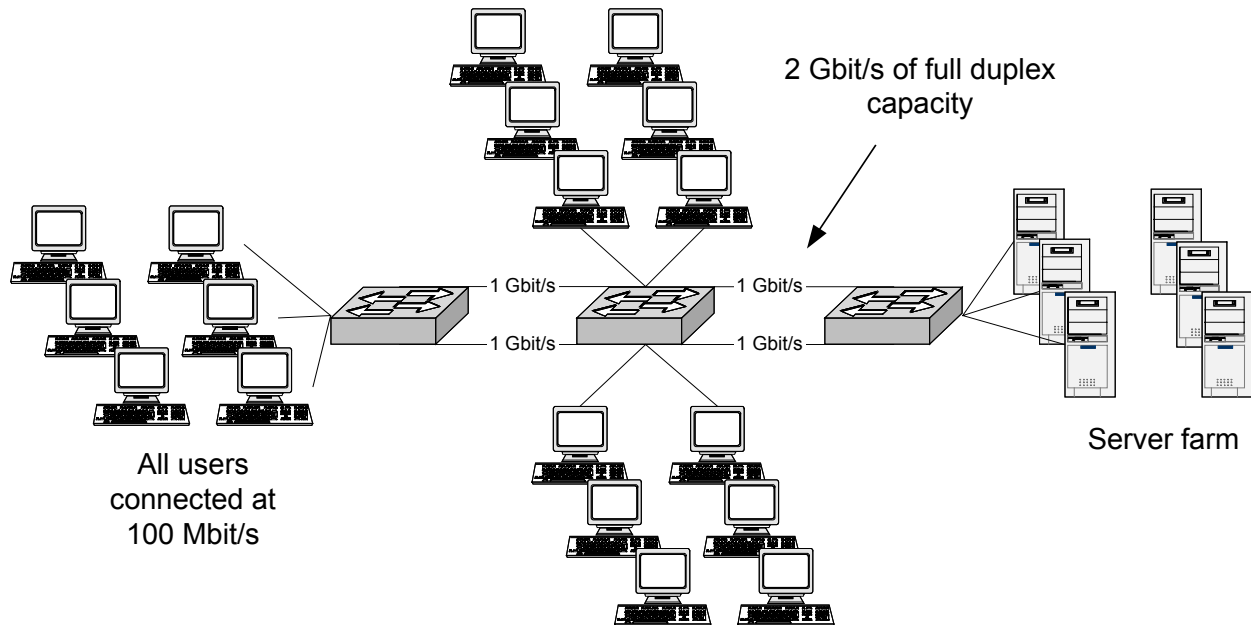 2 Gbit/s of full duplex
capacity
1 Gbit/s
1 Gbit/s
1 Gbit/s
1 Gbit/s
All users
connected at
100 Mbit/s
Server farm